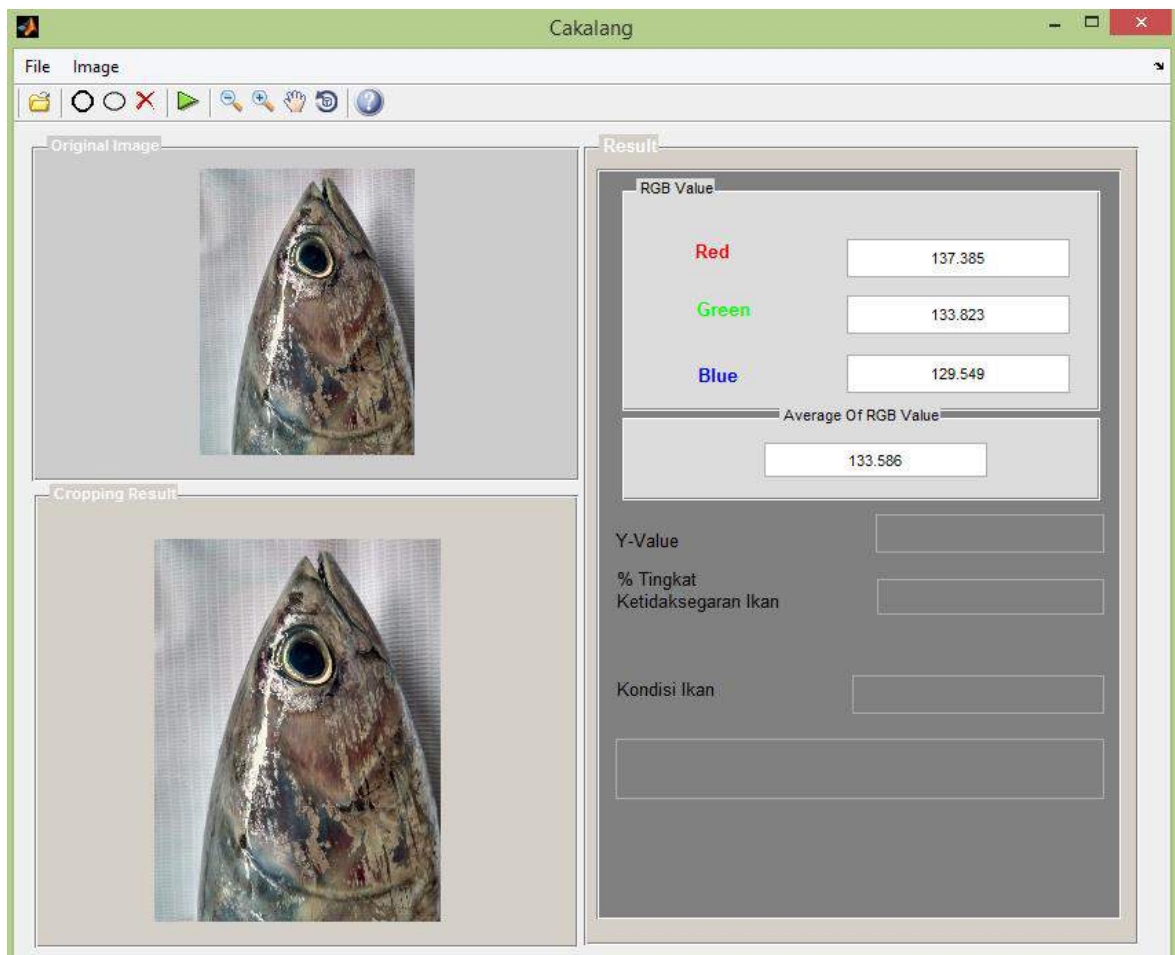 Cakalang
File Image
Original Image
Cropping Result
Result
RGB Value
Red 137.385
Green 133.823
Blue 129.549
Average Of RGB Value
133.586
Y-Value
% Tingkat
Ketidaksegaran Ikan
Kondisi Ikan